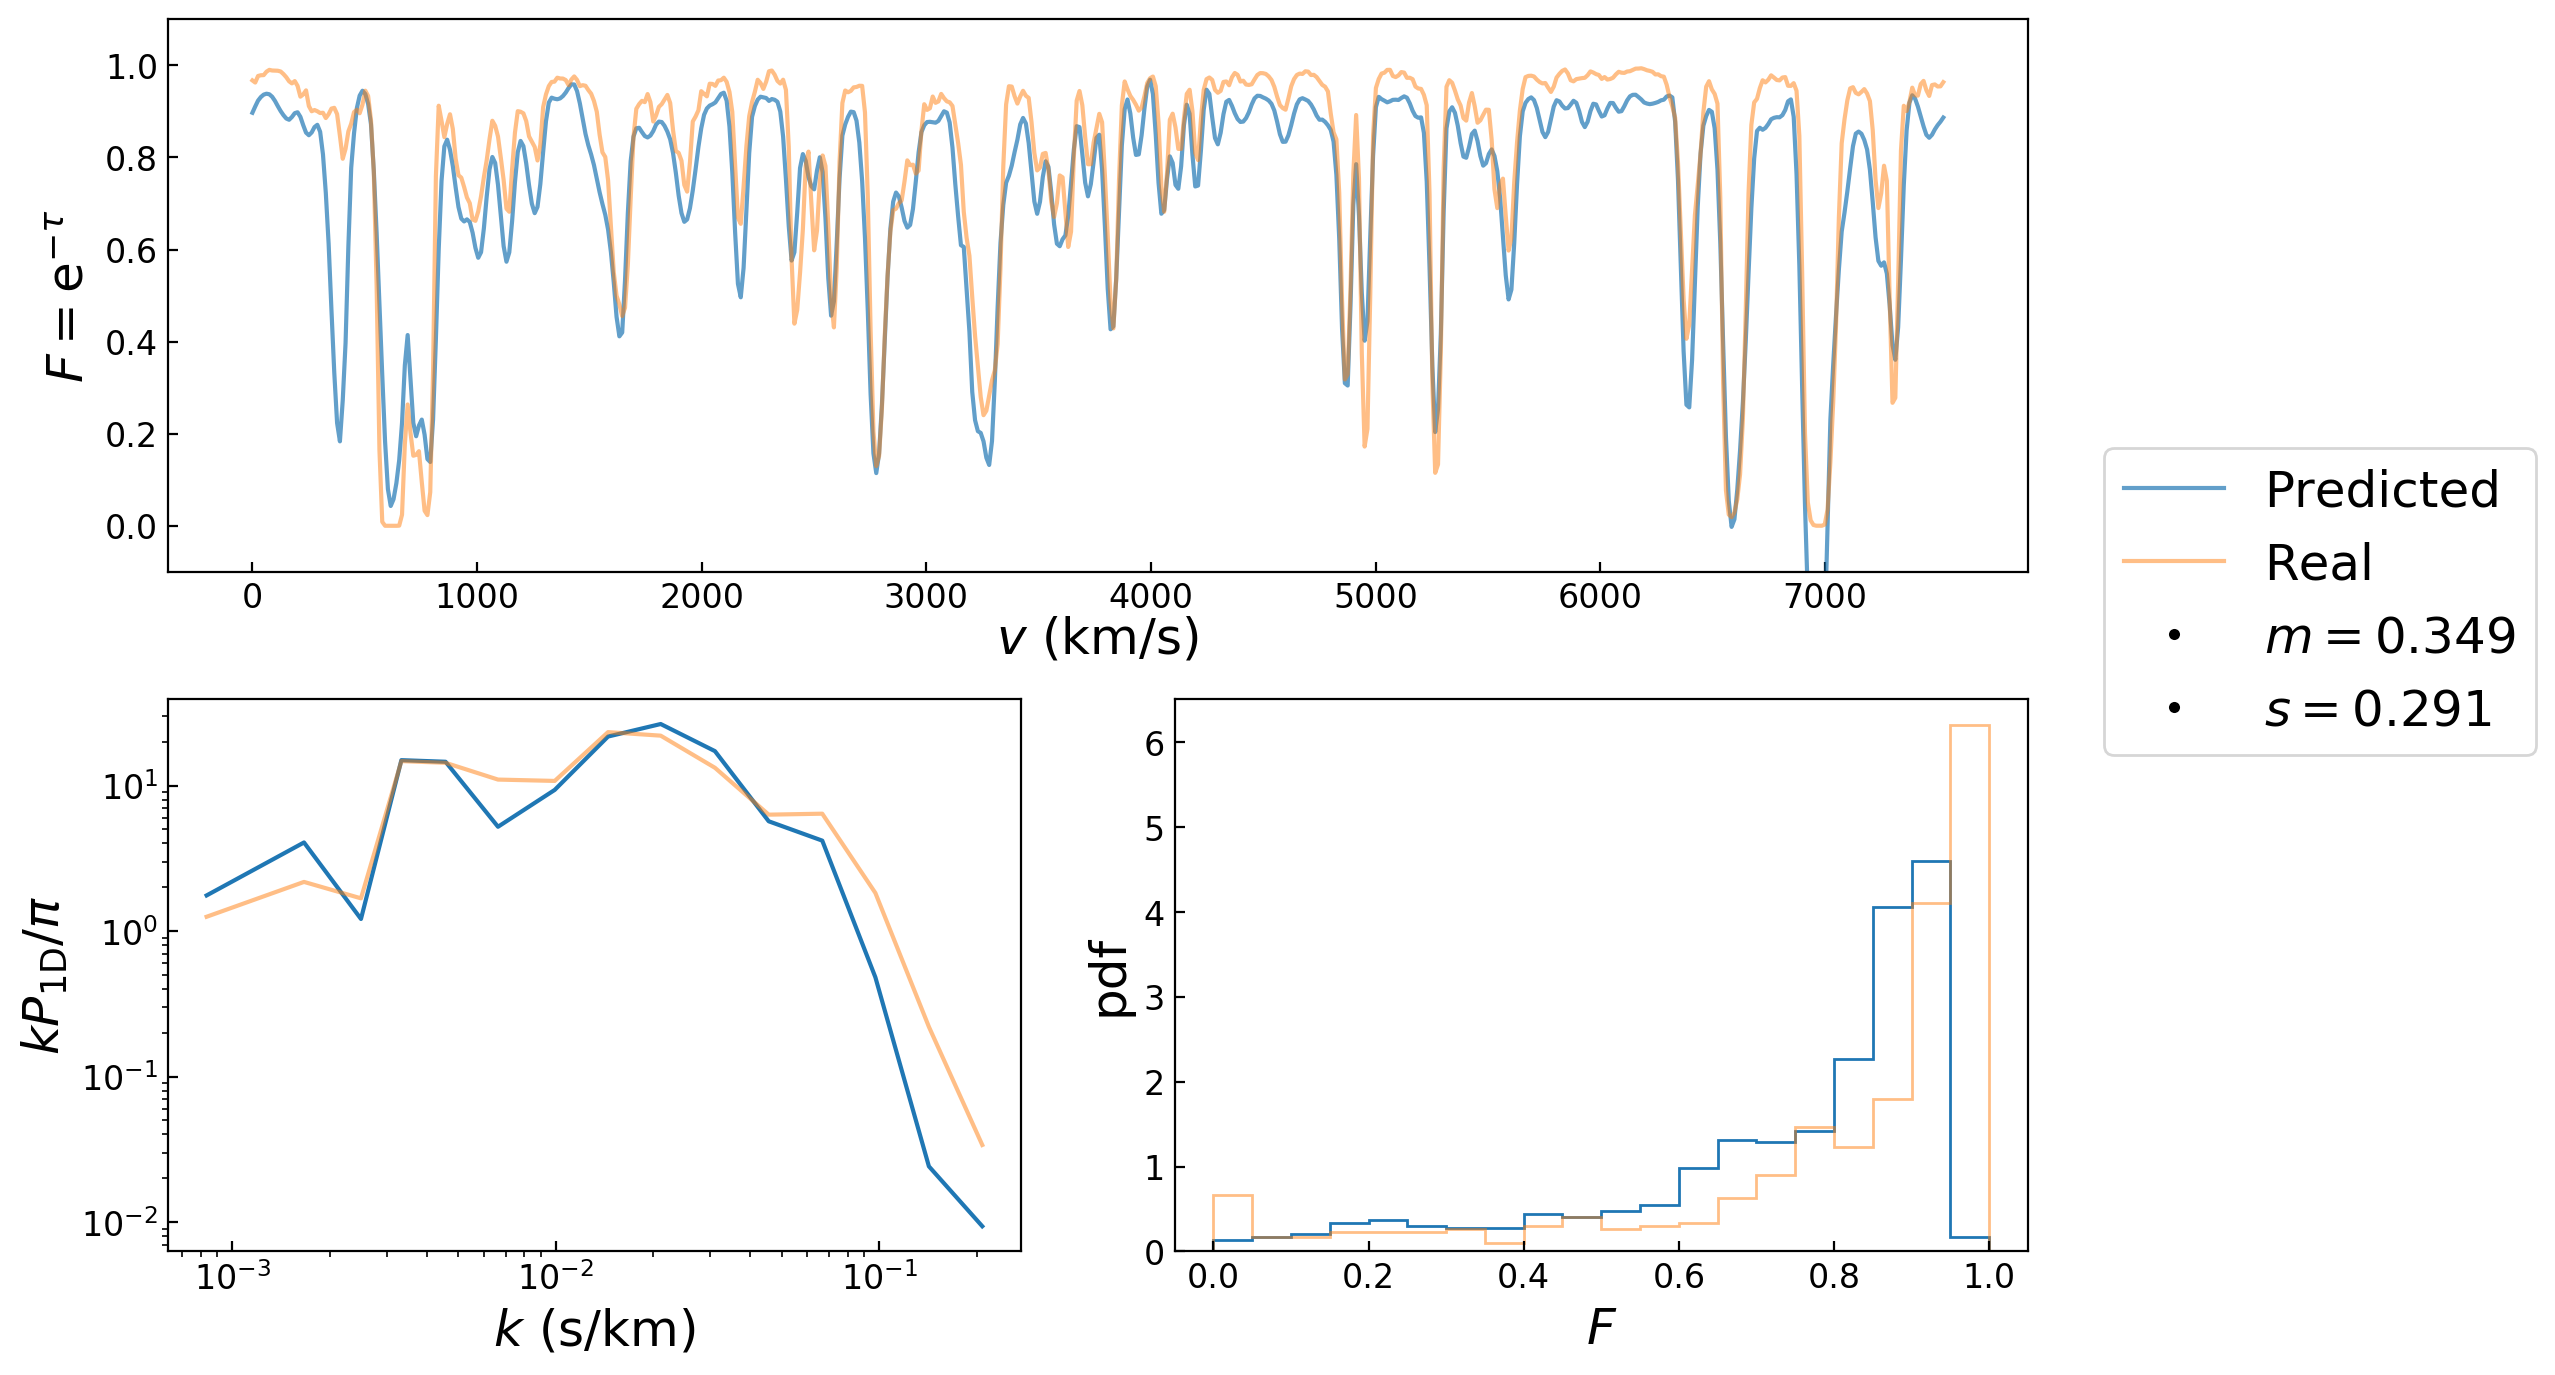 1.0
0.8
0.6
0.4
0.2
0.0
F = e^{−τ}
0 1000 2000 3000 4000 5000 6000 7000
v (km/s)
Predicted
Real
m = 0.349
s = 0.291
10^1
10^0
10^{−1}
10^{−2}
kP_{1D}/π
10^{−3} 10^{−2} 10^{−1}
k (s/km)
6
5
4
3
2
1
0
pdf
0.0 0.2 0.4 0.6 0.8 1.0
F